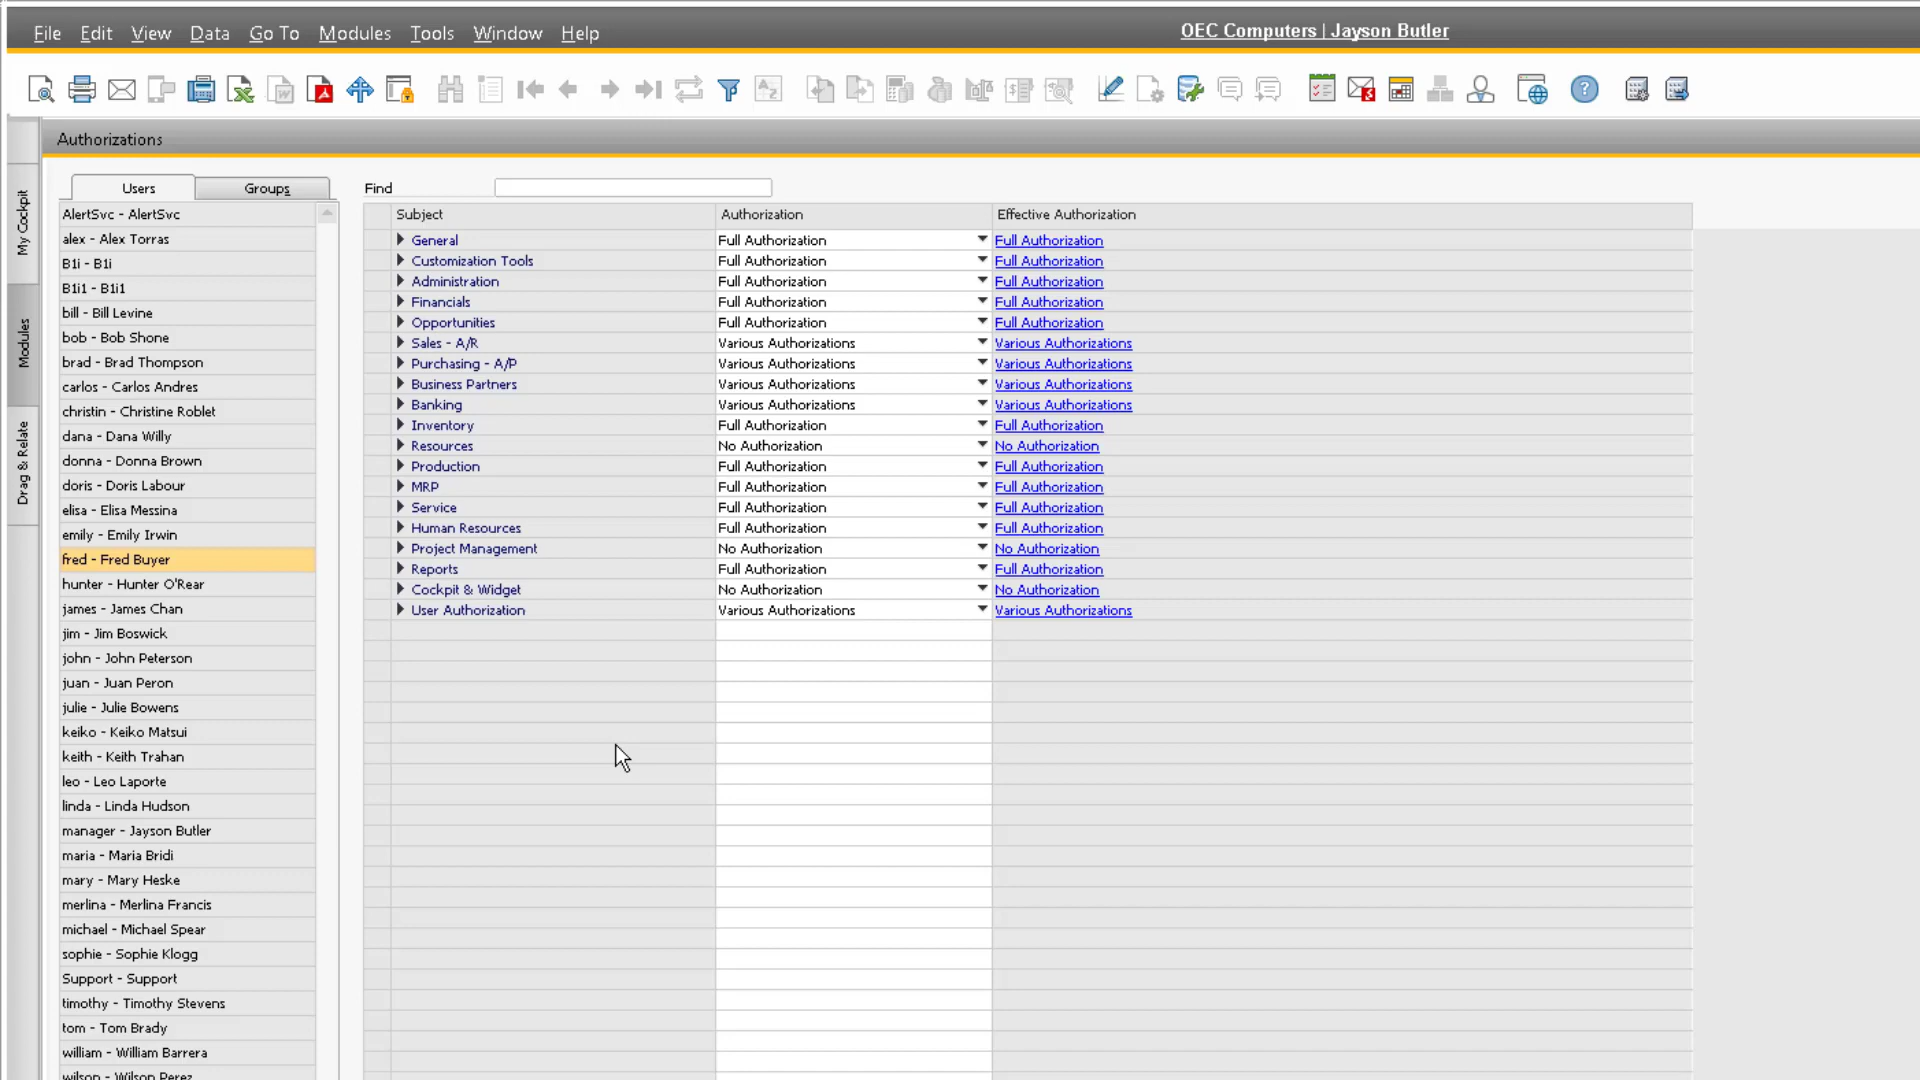 File Edit View Data Go To Modules Tools Window Help
OEC Computers | Jayson Butler
Authorizations
My Cockpit
Modules
Drag & Relate
Users Groups
Find
AlertSvc - AlertSvc
alex - Alex Torras
B1i - B1i
B1i1 - B1i1
bill - Bill Levine
bob - Bob Shone
brad - Brad Thompson
carlos - Carlos Andres
christin - Christine Roblet
dana - Dana Willy
donna - Donna Brown
doris - Doris Labour
elisa - Elisa Messina
emily - Emily Irwin
fred - Fred Buyer
hunter - Hunter O'Rear
james - James Chan
jim - Jim Boswick
john - John Peterson
juan - Juan Peron
julie - Julie Bowens
keiko - Keiko Matsui
keith - Keith Trahan
leo - Leo Laporte
linda - Linda Hudson
manager - Jayson Butler
maria - Maria Bridi
mary - Mary Heske
merlina - Merlina Francis
michael - Michael Spear
sophie - Sophie Klogg
Support - Support
timothy - Timothy Stevens
tom - Tom Brady
william - William Barrera
wilson - Wilson Perez
Subject Authorization Effective Authorization
General Full Authorization Full Authorization
Customization Tools Full Authorization Full Authorization
Administration Full Authorization Full Authorization
Financials Full Authorization Full Authorization
Opportunities Full Authorization Full Authorization
Sales - A/R Various Authorizations Various Authorizations
Purchasing - A/P Various Authorizations Various Authorizations
Business Partners Various Authorizations Various Authorizations
Banking Various Authorizations Various Authorizations
Inventory Full Authorization Full Authorization
Resources No Authorization No Authorization
Production Full Authorization Full Authorization
MRP Full Authorization Full Authorization
Service Full Authorization Full Authorization
Human Resources Full Authorization Full Authorization
Project Management No Authorization No Authorization
Reports Full Authorization Full Authorization
Cockpit & Widget No Authorization No Authorization
User Authorization Various Authorizations Various Authorizations